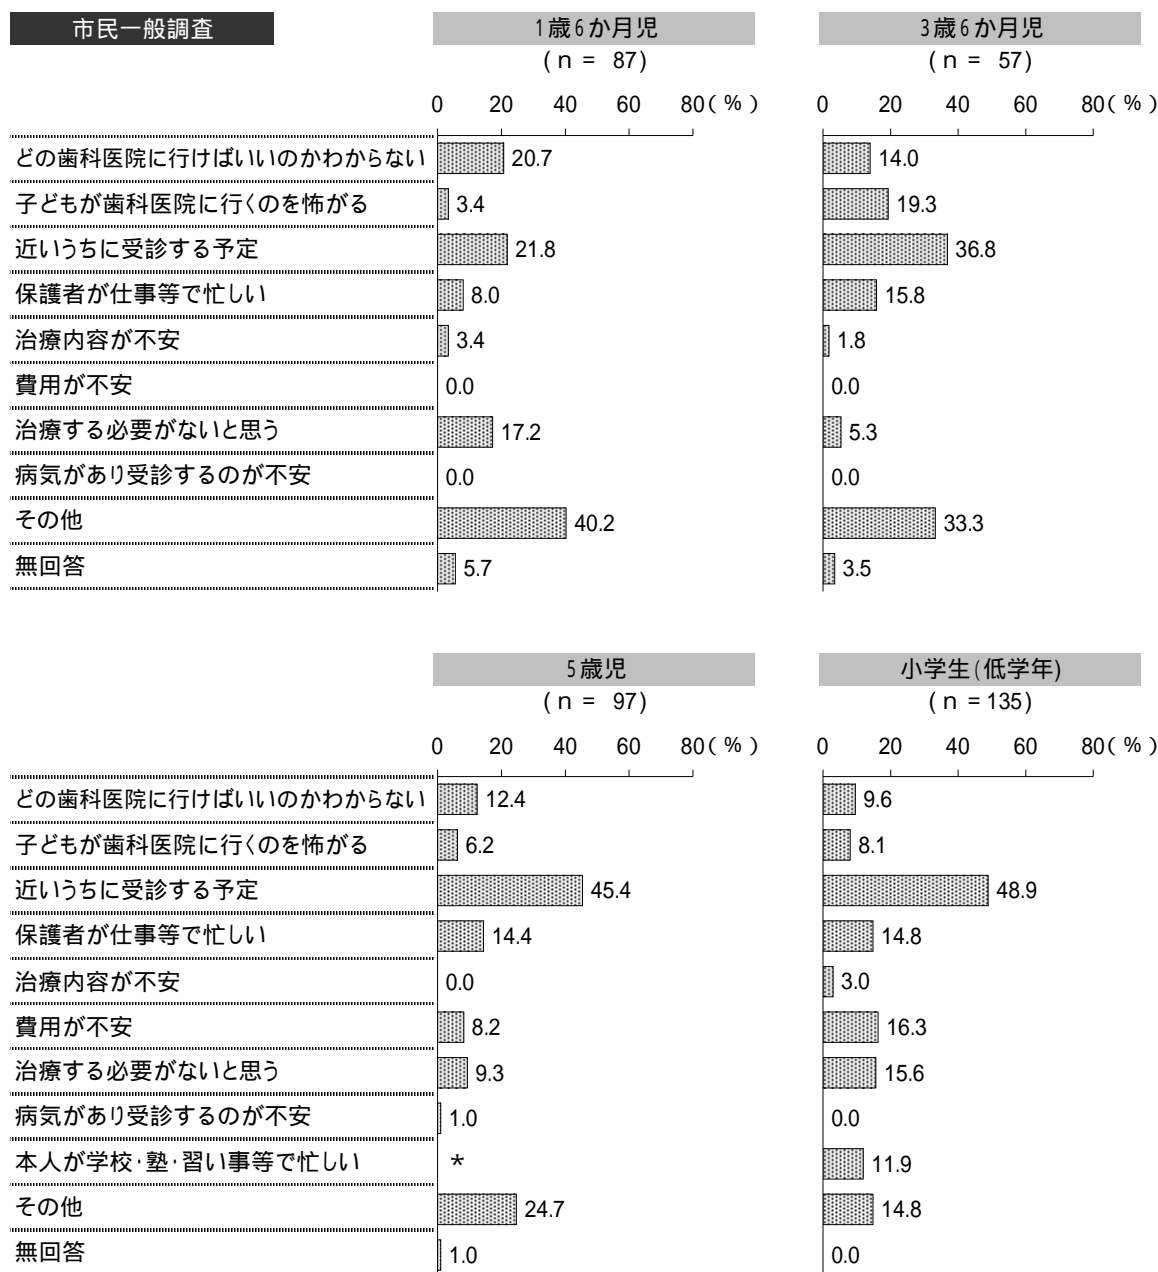 市民一般調査 1歳6か月児 3歳6か月児
(n= 87) (n= 57)
0 20 40 60 80(%) 0 20 40 60 80(%)
どの歯科医院に行けばいいのかわからない 20.7 14.0
子どもが歯科医院に行くのを怖がる 3.4 19.3
近いうちに受診する予定 21.8 36.8
保護者が仕事等で忙しい 8.0 15.8
治療内容が不安 3.4 1.8
費用が不安 0.0 0.0
治療する必要がないと思う 17.2 5.3
病気があり受診するのが不安 0.0 0.0
その他 40.2 33.3
無回答 5.7 3.5
5歳児 小学生(低学年)
(n= 97) (n=135)
0 20 40 60 80(%) 0 20 40 60 80(%)
どの歯科医院に行けばいいのかわからない 12.4 9.6
子どもが歯科医院に行くのを怖がる 6.2 8.1
近いうちに受診する予定 45.4 48.9
保護者が仕事等で忙しい 14.4 14.8
治療内容が不安 0.0 3.0
費用が不安 8.2 16.3
治療する必要がないと思う 9.3 15.6
病気があり受診するのが不安 1.0 0.0
本人が学校・塾・習い事等で忙しい * 11.9
その他 24.7 14.8
無回答 1.0 0.0